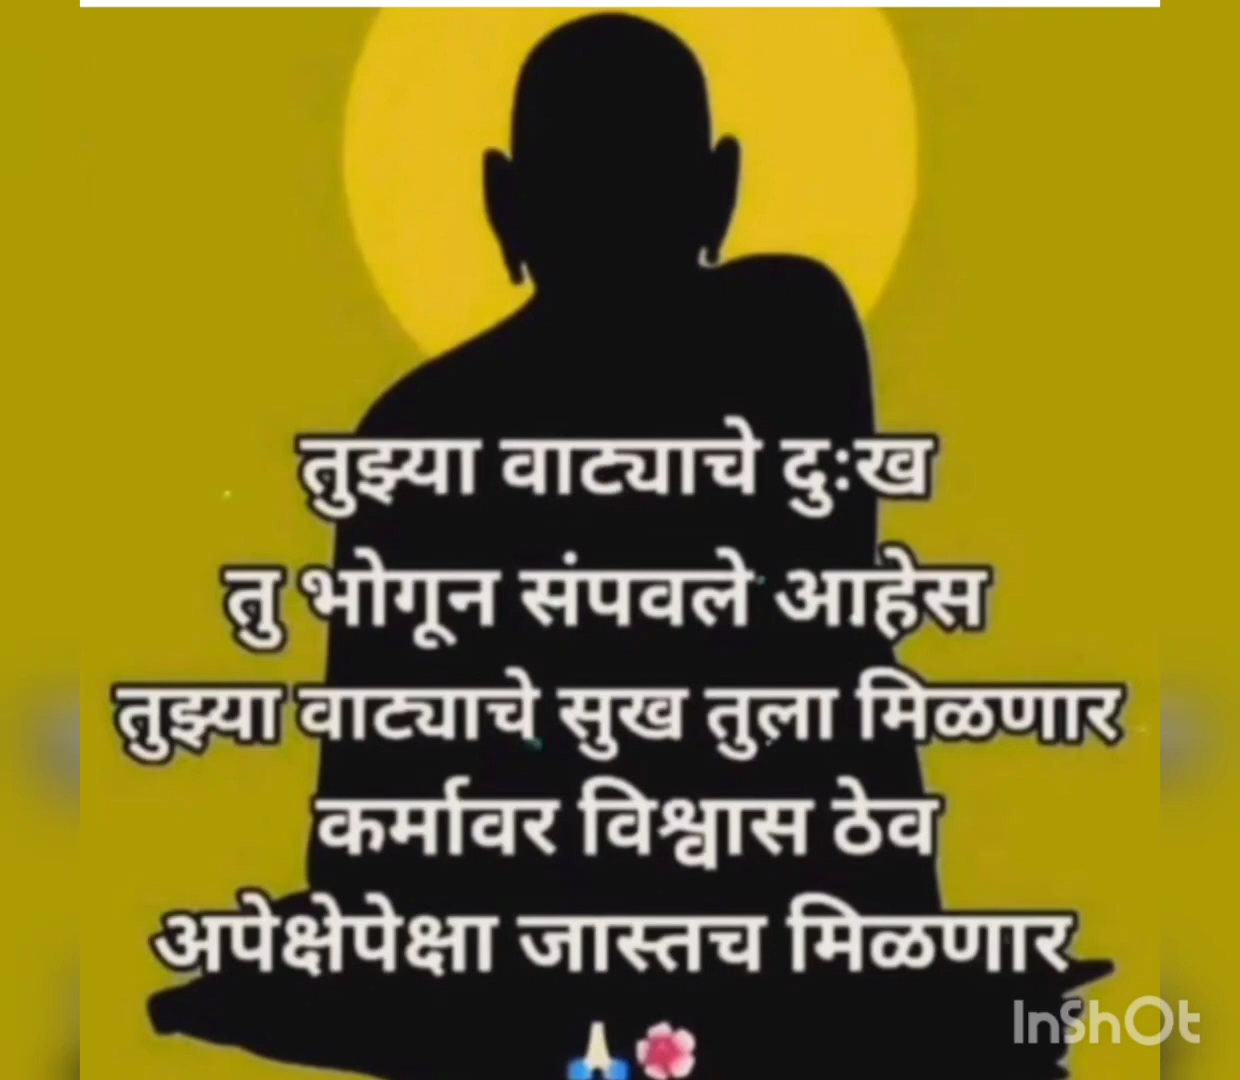 तुझ्या वाट्याचे दुःख
तु भोगून संपवले आहेस
तुझ्या वाट्याचे सुख तुला मिळणार
कर्मावर विश्वास ठेव
अपेक्षेपेक्षा जास्तच मिळणार
🙏🌺
InShOt